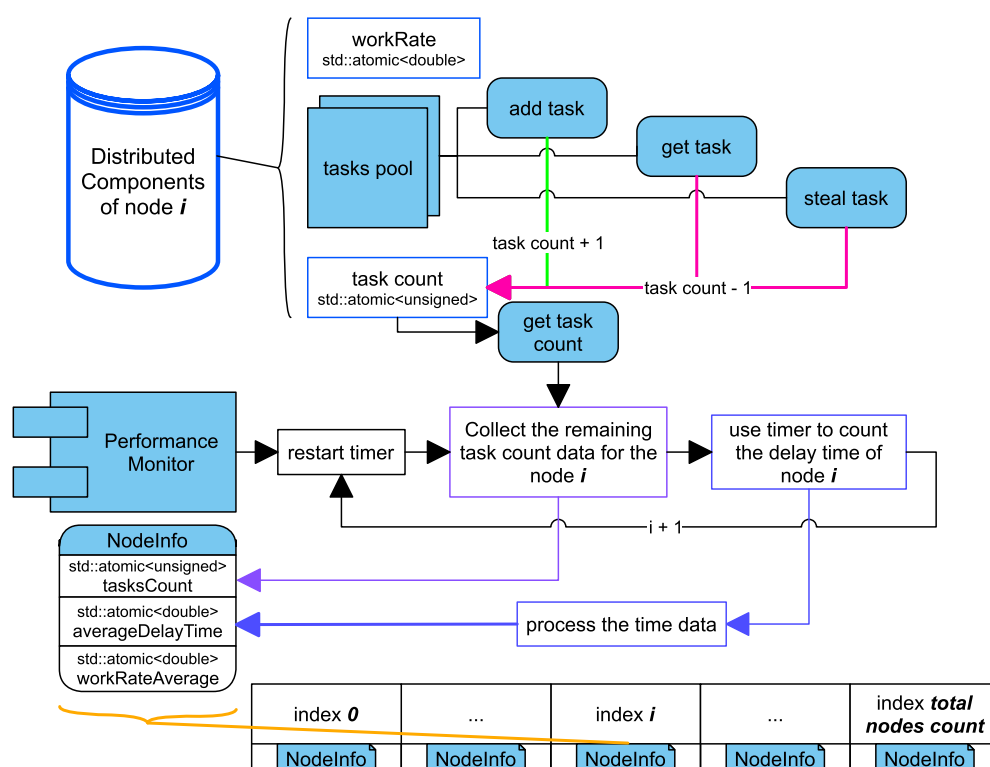 workRate
std::atomic<double>
add task
Distributed
Components
of node i
tasks pool
get task
steal task
task count + 1
task count
std::atomic<unsigned>
task count - 1
get task
count
Performance
Monitor
restart timer
Collect the remaining
task count data for the
node i
use timer to count
the delay time of
node i
i + 1
NodeInfo
std::atomic<unsigned>
tasksCount
std::atomic<double>
averageDelayTime
process the time data
std::atomic<double>
workRateAverage
index 0
...
index i
...
index total
nodes count
NodeInfo
NodeInfo
NodeInfo
NodeInfo
NodeInfo